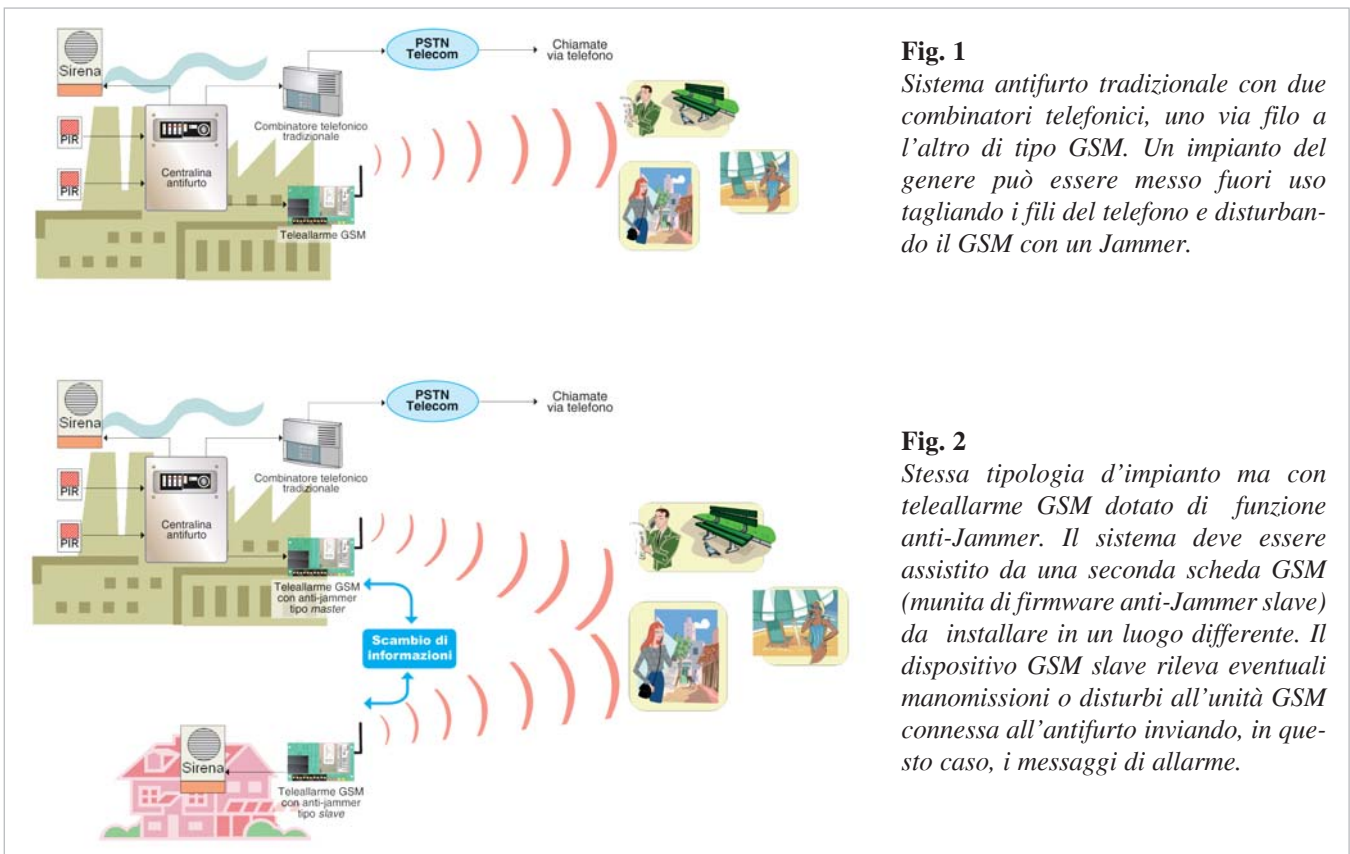 Sirena
PIR
PIR
Centralina
antifurto
Combinatore telefonico
tradizionale
PSTN
Telecom
Chiamate
via telefono
Teleallarme GSM
Fig. 1
Sistema antifurto tradizionale con due
combinatori telefonici, uno via filo a
l'altro di tipo GSM. Un impianto del
genere può essere messo fuori uso
tagliando i fili del telefono e disturban-
do il GSM con un Jammer.
Sirena
PIR
PIR
Centralina
antifurto
Combinatore telefonico
tradizionale
PSTN
Telecom
Chiamate
via telefono
Teleallarme GSM
con anti-jammer
tipo master
Scambio di
informazioni
Sirena
Teleallarme GSM
con anti-jammer
tipo slave
Fig. 2
Stessa tipologia d'impianto ma con
teleallarme GSM dotato di funzione
anti-Jammer. Il sistema deve essere
assistito da una seconda scheda GSM
(munita di firmware anti-Jammer slave)
da installare in un luogo differente. Il
dispositivo GSM slave rileva eventuali
manomissioni o disturbi all'unità GSM
connessa all'antifurto inviando, in que-
sto caso, i messaggi di allarme.